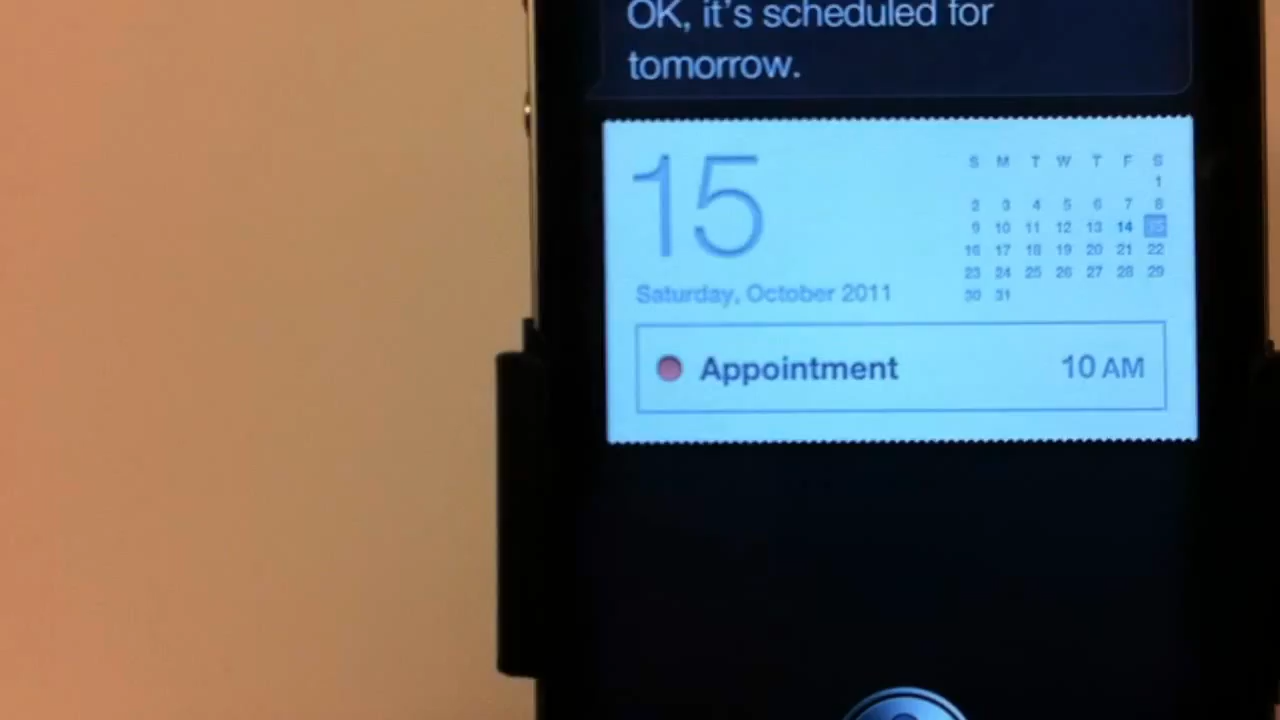 OK, it's scheduled for
tomorrow.
15
Saturday, October 2011
S M T W T F S
1
2 3 4 5 6 7 8
9 10 11 12 13 14 15
16 17 18 19 20 21 22
23 24 25 26 27 28 29
30 31
Appointment 10 AM